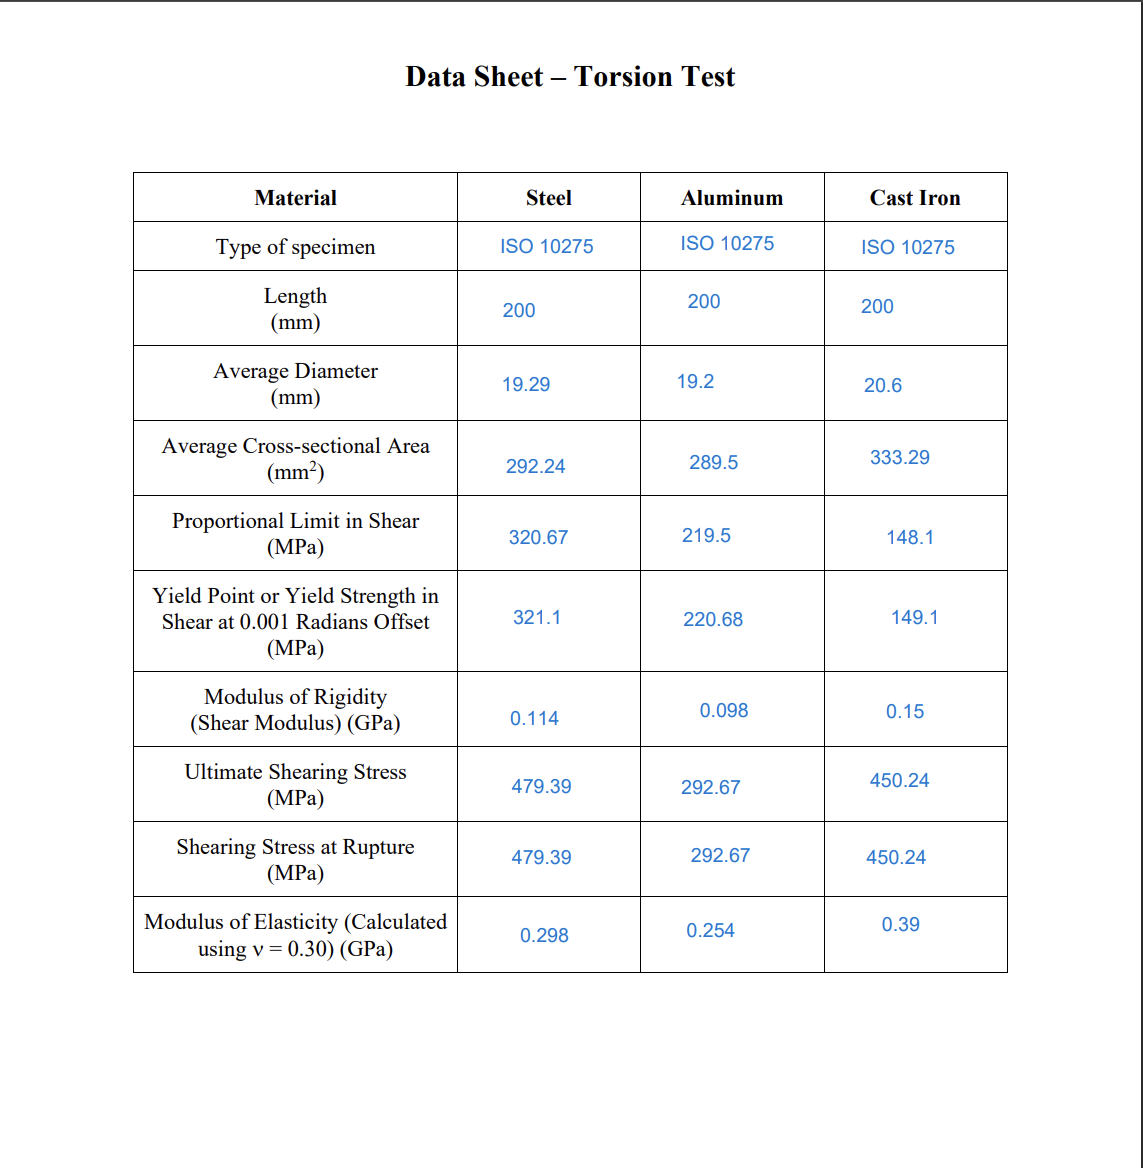 Data Sheet – Torsion Test
Material Steel Aluminum Cast Iron
Type of specimen ISO 10275 ISO 10275 ISO 10275
Length
(mm) 200 200 200
Average Diameter
(mm) 19.29 19.2 20.6
Average Cross-sectional Area
(mm²) 292.24 289.5 333.29
Proportional Limit in Shear
(MPa) 320.67 219.5 148.1
Yield Point or Yield Strength in
Shear at 0.001 Radians Offset 321.1 220.68 149.1
(MPa)
Modulus of Rigidity
(Shear Modulus) (GPa) 0.114 0.098 0.15
Ultimate Shearing Stress
(MPa) 479.39 292.67 450.24
Shearing Stress at Rupture
(MPa) 479.39 292.67 450.24
Modulus of Elasticity (Calculated
using ν = 0.30) (GPa) 0.298 0.254 0.39